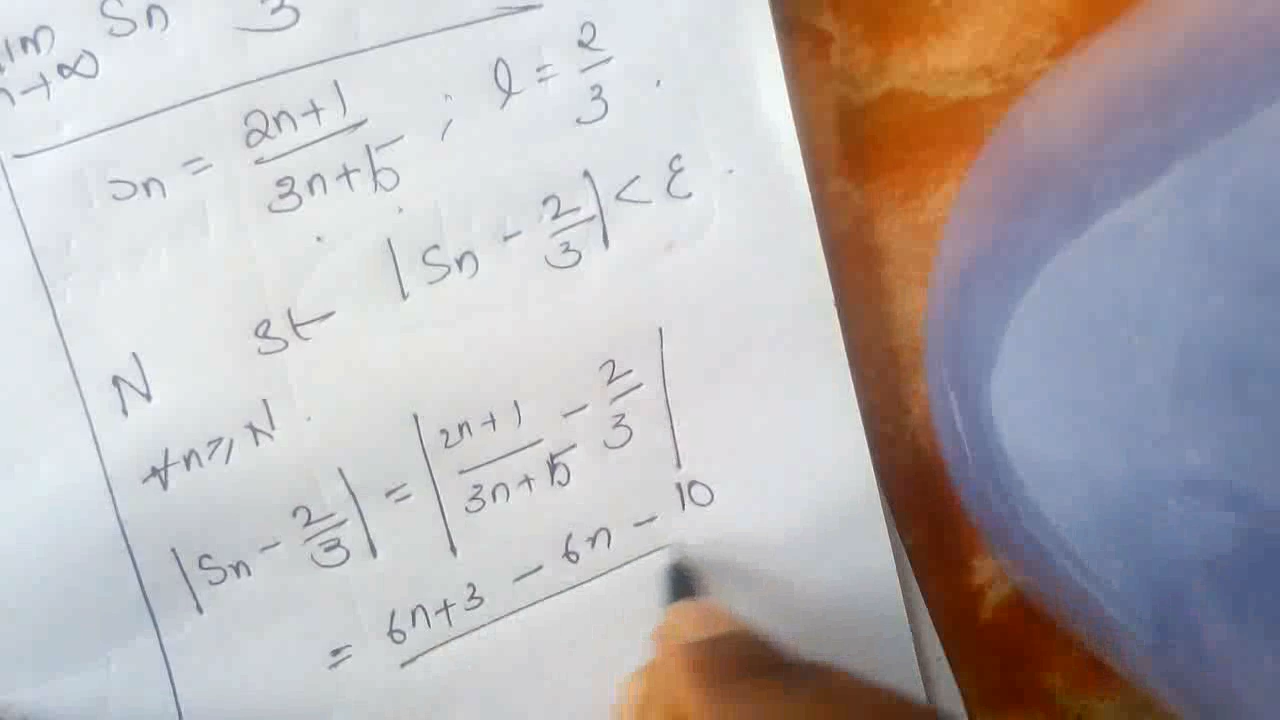 lim n→∞ Sn 3
Sn = 2n+1 / 3n+5 ; l = 2/3 .
N st |Sn - 2/3| < ε .
∀n≥N .
|Sn - 2/3| = |2n+1 / 3n+5 - 2/3|
= 6n+3 - 6n - 10